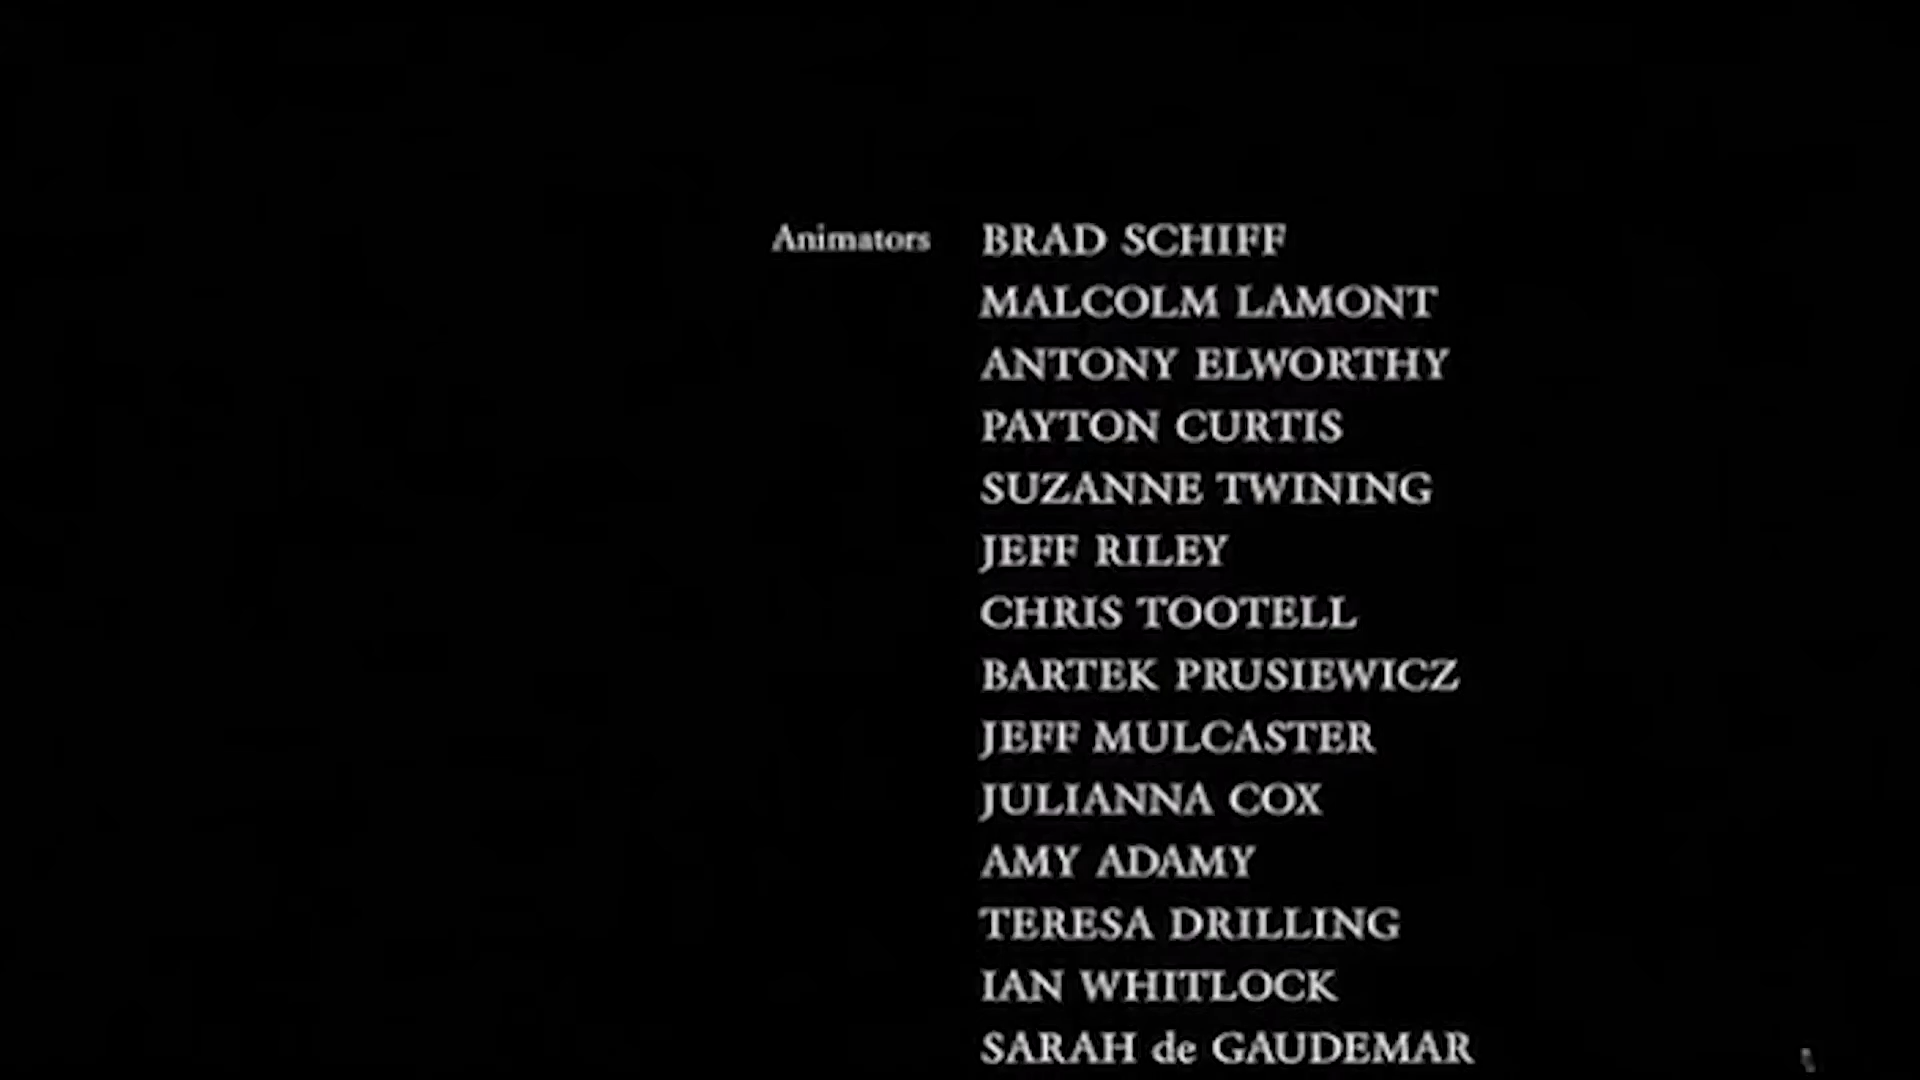 Animators BRAD SCHIFF
MALCOLM LAMONT
ANTONY ELWORTHY
PAYTON CURTIS
SUZANNE TWINING
JEFF RILEY
CHRIS TOOTELL
BARTEK PRUSIEWICZ
JEFF MULCASTER
JULIANNA COX
AMY ADAMY
TERESA DRILLING
IAN WHITLOCK
SARAH de GAUDEMAR